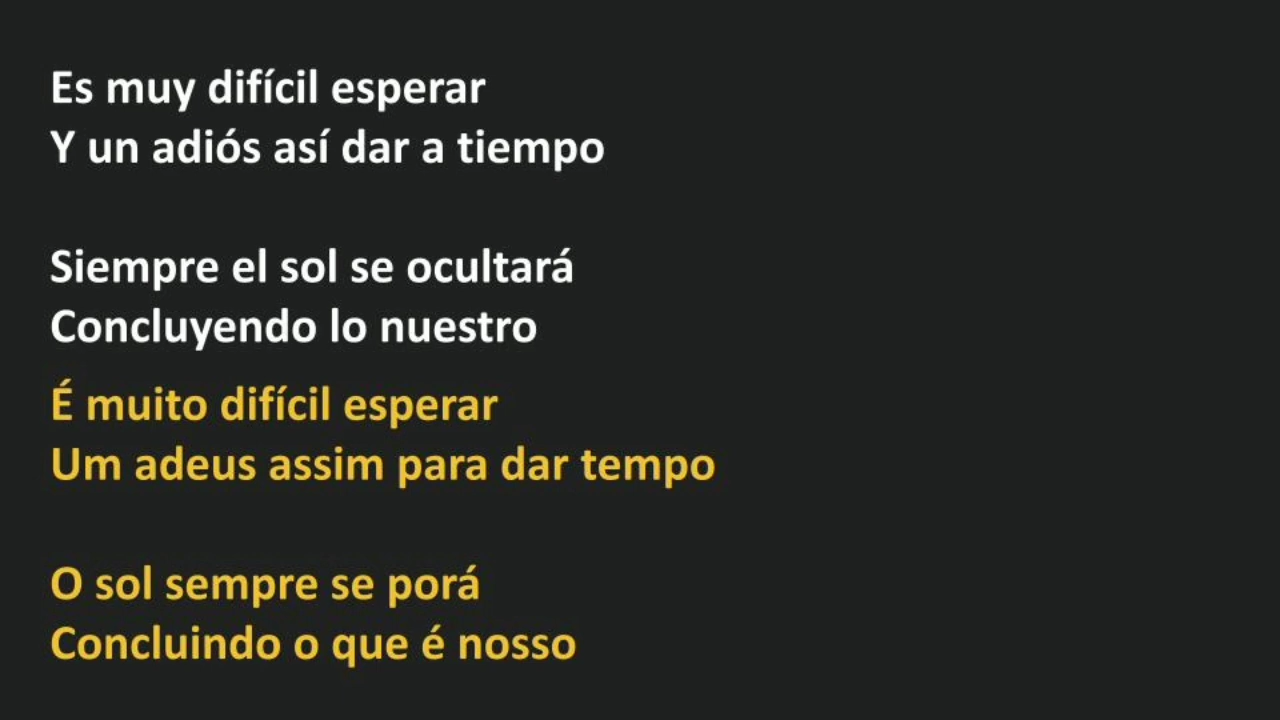 Es muy difícil esperar
Y un adiós así dar a tiempo
Siempre el sol se ocultará
Concluyendo lo nuestro
É muito difícil esperar
Um adeus assim para dar tempo
O sol sempre se porá
Concluindo o que é nosso